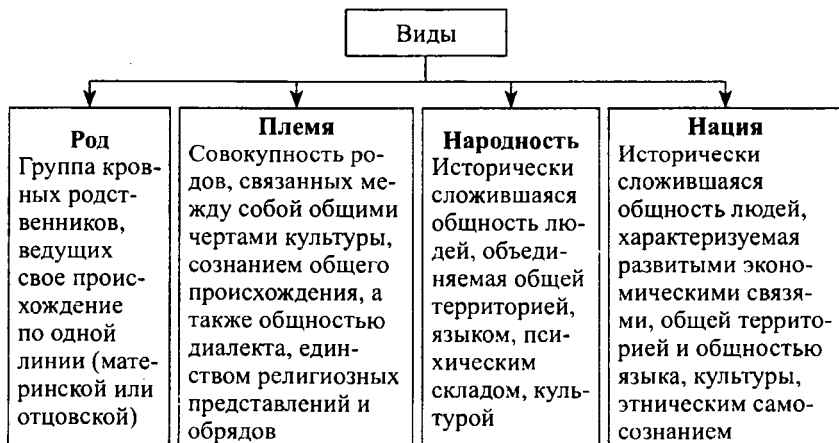 Виды
Род
Группа кров-
ных родст-
венников,
ведущих
свое проис-
хождение
по одной
линии (мате-
ринской или
отцовской)
Племя
Совокупность ро-
дов, связанных ме-
жду собой общими
чертами культуры,
сознанием общего
происхождения, а
также общностью
диалекта, един-
ством религиозных
представлений и
обрядов
Народность
Исторически
сложившаяся
общность лю-
дей, объеди-
няемая общей
территорией,
языком, пси-
хическим
складом, куль-
турой
Нация
Исторически
сложившаяся
общность людей,
характеризуемая
развитыми эконо-
мическими связя-
ми, общей террито-
рией и общностью
языка, культуры,
этническим само-
сознанием